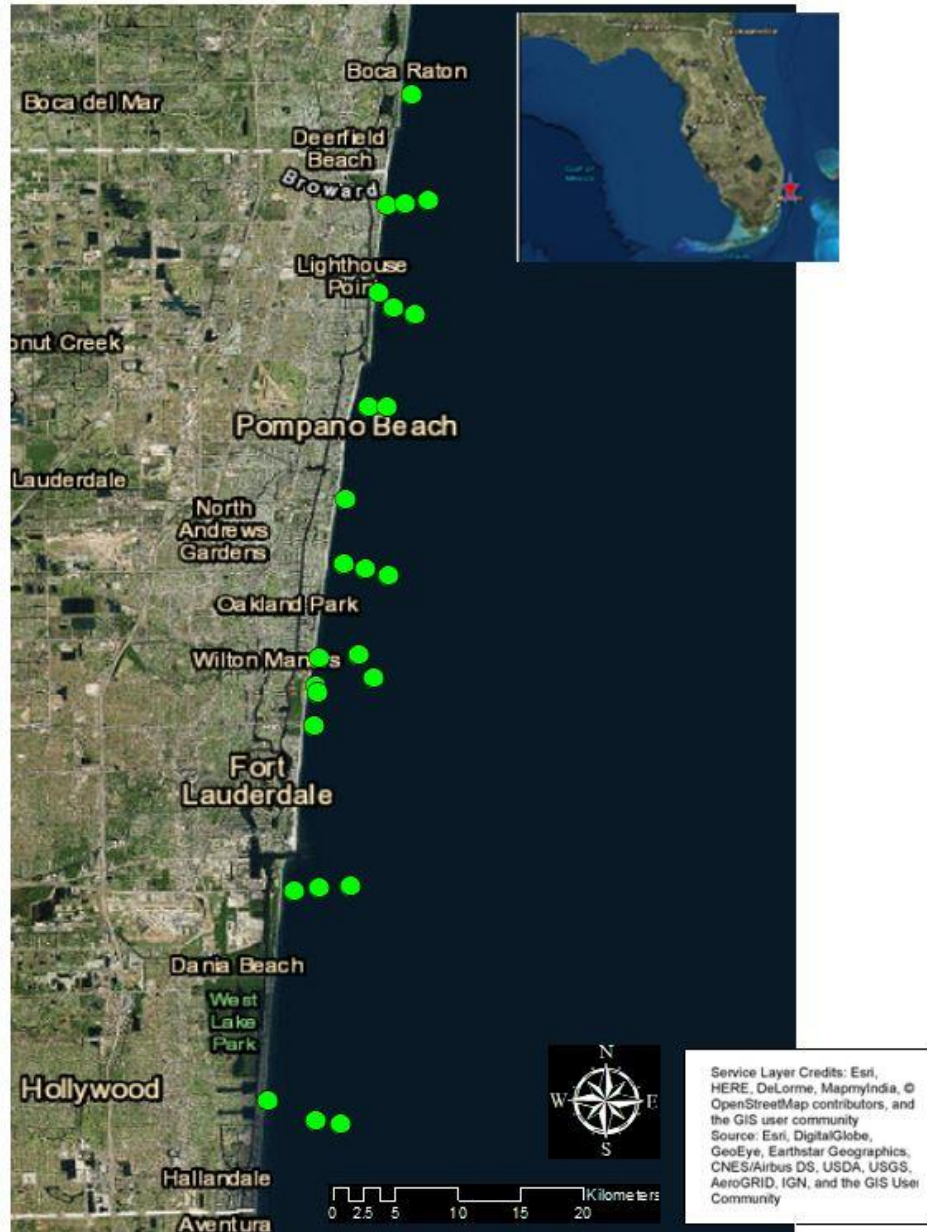 Boca Raton
Boca del Mar
Deerfield
Beach
Broward
Lighthouse
Point
onut Creek
Pompano Beach
Lauderdale
North
Andrews
Gardens
Oakland Park
Wilton Manors
Fort
Lauderdale
Dania Beach
West
Lake
Park
Hollywood
Hallandale
Aventura
N
W E
S
Kilometers
0 2.5 5 10 15 20
Service Layer Credits: Esri,
HERE, DeLorme, MapmyIndia, ©
OpenStreetMap contributors, and
the GIS user community
Source: Esri, DigitalGlobe,
GeoEye, Earthstar Geographics,
CNES/Airbus DS, USDA, USGS,
AeroGRID, IGN, and the GIS User
Community